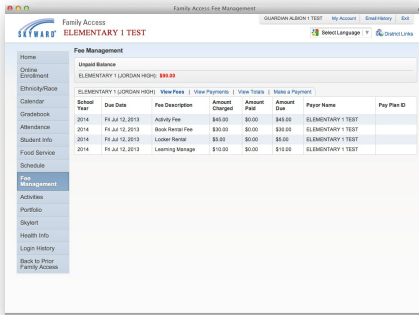 Family Access Fee Management
GUARDIAN ALBION 1 TEST My Account Email History Exit
Family Access
SKYWARD ELEMENTARY 1 TEST
Select Language ▼ District Links
Home
Online Enrollment
Ethnicity/Race
Calendar
Gradebook
Attendance
Student Info
Food Service
Schedule
Fee Management
Activities
Portfolio
Skylert
Health Info
Login History
Back to Prior Family Access
Fee Management
Unpaid Balance
ELEMENTARY 1 (JORDAN HIGH): $90.00
ELEMENTARY 1 (JORDAN HIGH) View Fees | View Payments | View Totals | Make a Payment
School Year Due Date Fee Description Amount Charged Amount Paid Amount Due Payor Name Pay Plan ID
2014 Fri Jul 12, 2013 Activity Fee $45.00 $0.00 $45.00 ELEMENTARY 1 TEST
2014 Fri Jul 12, 2013 Book Rental Fee $30.00 $0.00 $30.00 ELEMENTARY 1 TEST
2014 Fri Jul 12, 2013 Locker Rental $5.00 $0.00 $5.00 ELEMENTARY 1 TEST
2014 Fri Jul 12, 2013 Learning Manage $10.00 $0.00 $10.00 ELEMENTARY 1 TEST